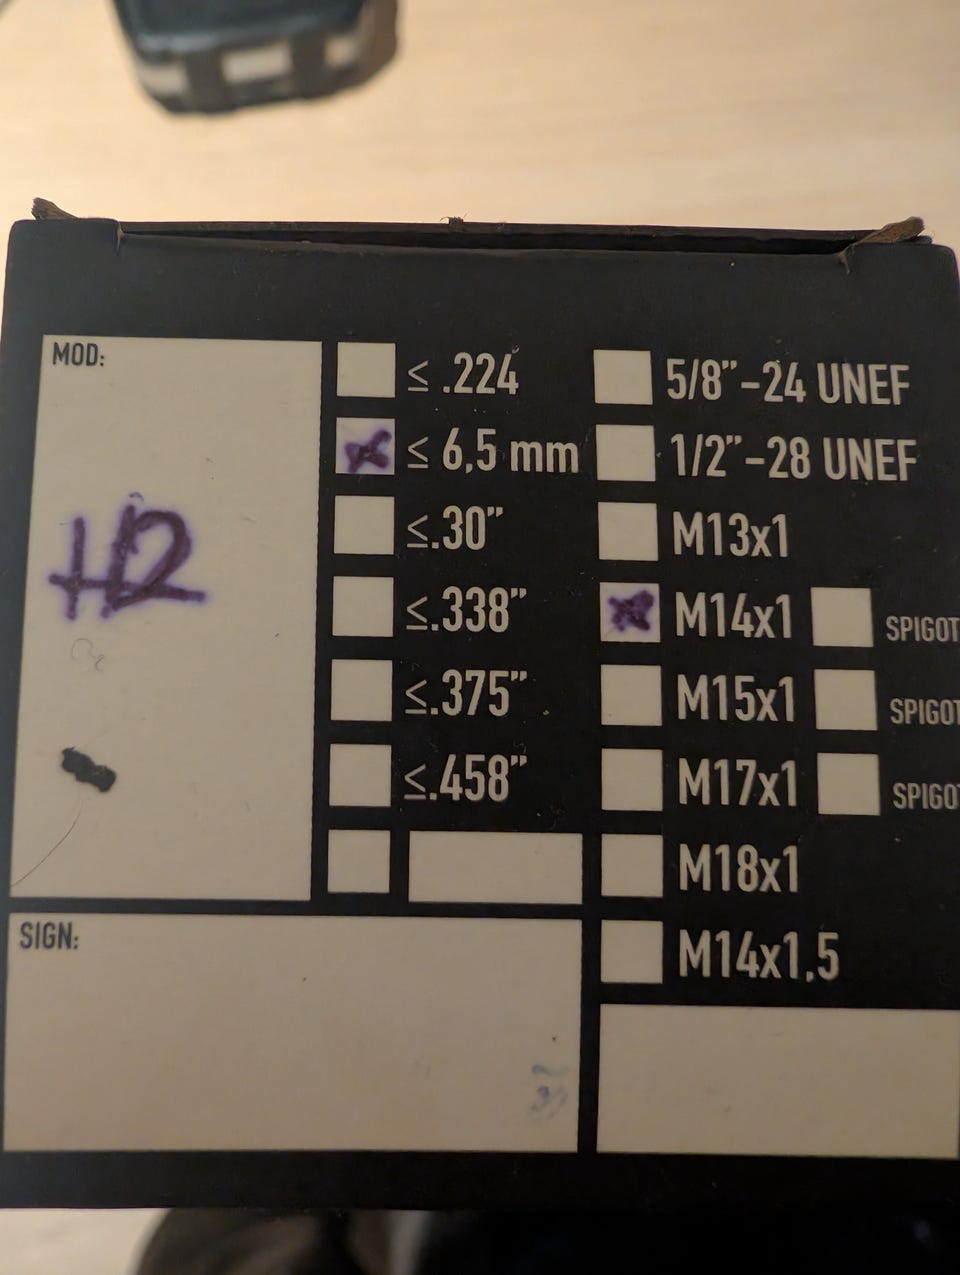 MOD:
H2
≤ .224
≤ 6,5 mm
≤.30”
≤.338”
≤.375”
≤.458”
5/8”-24 UNEF
1/2”-28 UNEF
M13x1
M14x1 SPIGOT
M15x1 SPIGOT
M17x1 SPIGO
M18x1
M14x1,5
SIGN: